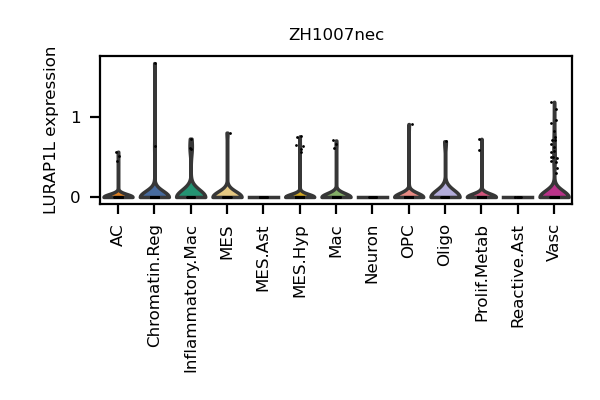 ZH1007nec
LURAP1L expression
1
0
AC
Chromatin.Reg
Inflammatory.Mac
MES
MES.Ast
MES.Hyp
Mac
Neuron
OPC
Oligo
Prolif.Metab
Reactive.Ast
Vasc